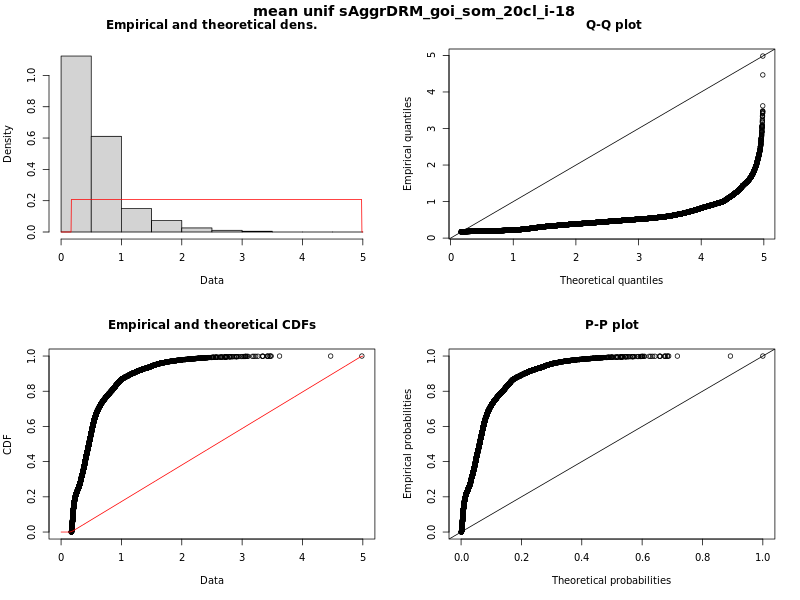 mean unif sAggrDRM_goi_som_20cl_i-18
Empirical and theoretical dens.
Density
0.0 0.2 0.4 0.6 0.8 1.0
0 1 2 3 4 5
Data
Q-Q plot
Empirical quantiles
0 1 2 3 4 5
0 1 2 3 4 5
Theoretical quantiles
Empirical and theoretical CDFs
CDF
0.0 0.2 0.4 0.6 0.8 1.0
0 1 2 3 4 5
Data
P-P plot
Empirical probabilities
0.0 0.2 0.4 0.6 0.8 1.0
0.0 0.2 0.4 0.6 0.8 1.0
Theoretical probabilities